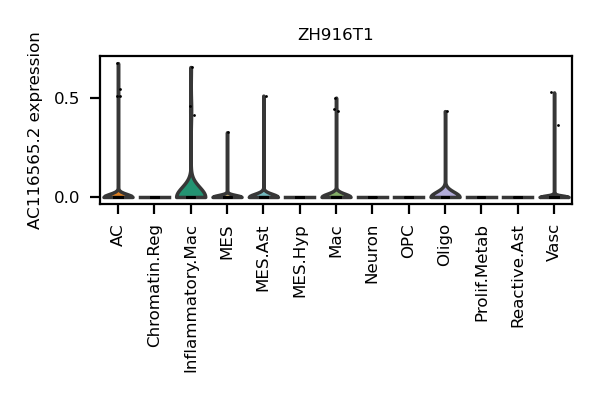 ZH916T1
AC116565.2 expression
0.5
0.0
AC
Chromatin.Reg
Inflammatory.Mac
MES
MES.Ast
MES.Hyp
Mac
Neuron
OPC
Oligo
Prolif.Metab
Reactive.Ast
Vasc